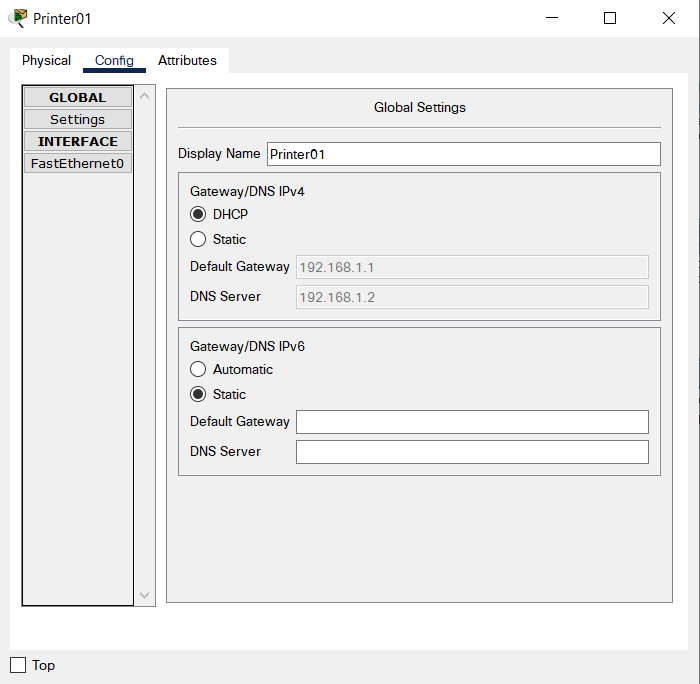 Printer01
Physical Config Attributes
GLOBAL
Settings
INTERFACE
FastEthernet0
Global Settings
Display Name Printer01
Gateway/DNS IPv4
DHCP
Static
Default Gateway 192.168.1.1
DNS Server 192.168.1.2
Gateway/DNS IPv6
Automatic
Static
Default Gateway
DNS Server
Top